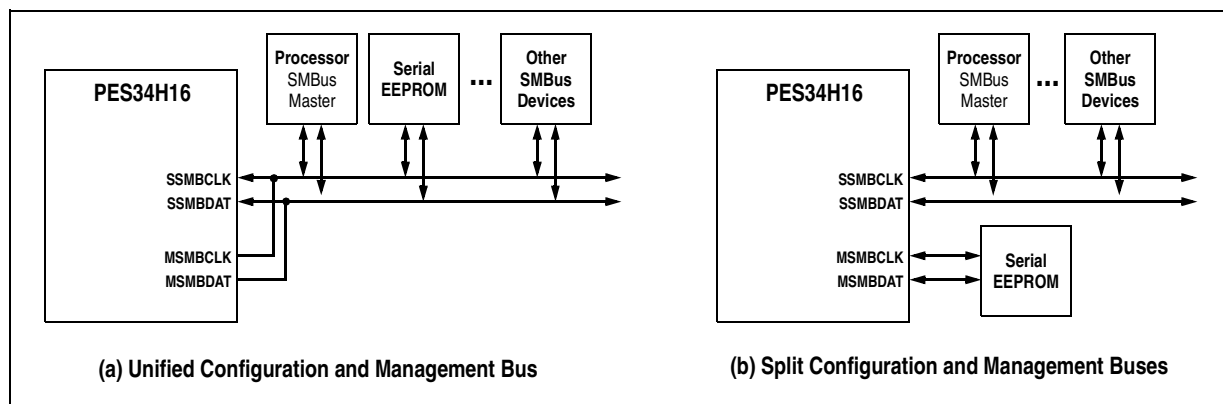 PES34H16
Processor
SMBus
Master
Serial
EEPROM
...
Other
SMBus
Devices
SSMBCLK
SSMBDAT
MSMBCLK
MSMBDAT
(a) Unified Configuration and Management Bus
PES34H16
Processor
SMBus
Master
...
Other
SMBus
Devices
SSMBCLK
SSMBDAT
MSMBCLK
MSMBDAT
Serial
EEPROM
(b) Split Configuration and Management Buses